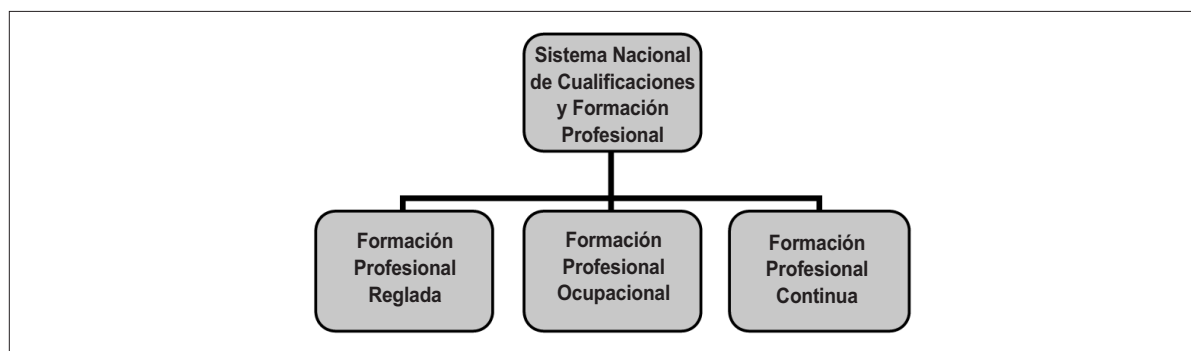 Sistema Nacional
de Cualificaciones
y Formación
Profesional
Formación
Profesional
Reglada
Formación
Profesional
Ocupacional
Formación
Profesional
Continua